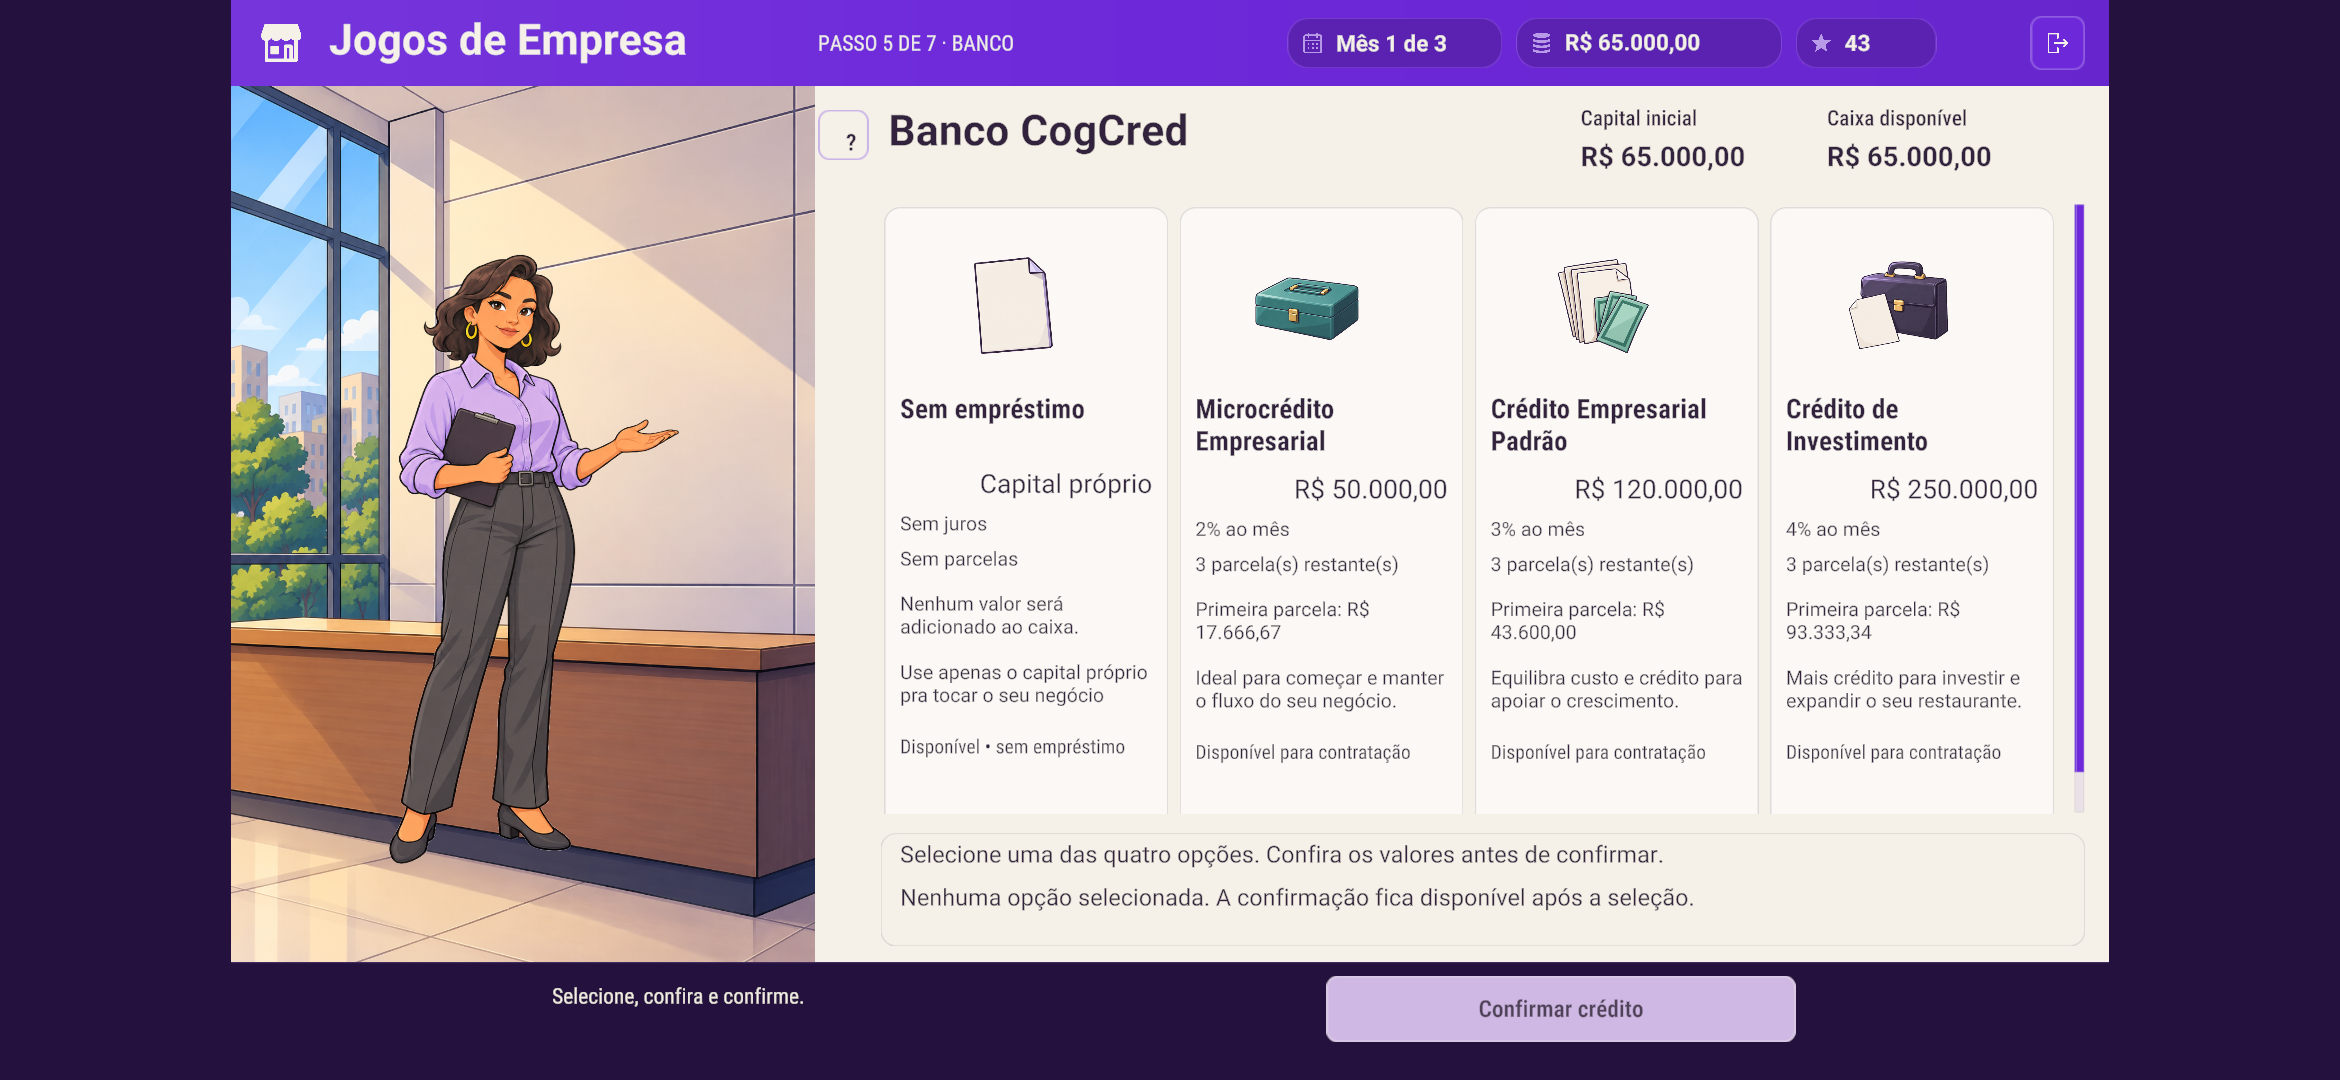 Jogos de Empresa
PASSO 5 DE 7 · BANCO
Mês 1 de 3
R$ 65.000,00
43
?
Banco CogCred
Capital inicial
R$ 65.000,00
Caixa disponível
R$ 65.000,00
Sem empréstimo
Capital próprio
Sem juros
Sem parcelas
Nenhum valor será
adicionado ao caixa.
Use apenas o capital próprio
pra tocar o seu negócio
Disponível • sem empréstimo
Microcrédito
Empresarial
R$ 50.000,00
2% ao mês
3 parcela(s) restante(s)
Primeira parcela: R$
17.666,67
Ideal para começar e manter
o fluxo do seu negócio.
Disponível para contratação
Crédito Empresarial
Padrão
R$ 120.000,00
3% ao mês
3 parcela(s) restante(s)
Primeira parcela: R$
43.600,00
Equilibra custo e crédito para
apoiar o crescimento.
Disponível para contratação
Crédito de
Investimento
R$ 250.000,00
4% ao mês
3 parcela(s) restante(s)
Primeira parcela: R$
93.333,34
Mais crédito para investir e
expandir o seu restaurante.
Disponível para contratação
Selecione uma das quatro opções. Confira os valores antes de confirmar.
Nenhuma opção selecionada. A confirmação fica disponível após a seleção.
Selecione, confira e confirme.
Confirmar crédito